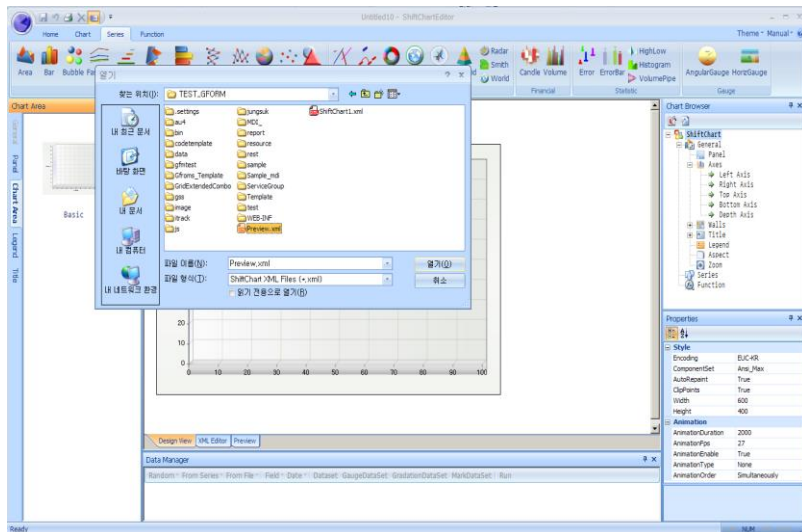 Untitled10 - ShiftChartEditor
Home Chart Series Function
Theme Manual
Area Bar Bubble
Radar
Smith
World
Candle Volume
Financial
Error ErrorBar
HighLow
Histogram
VolumePipe
Statistic
AngularGauge HorzGauge
Gauge
열기
찾는 위치(I): TEST_GFORM
.settings
au4
bin
codetemplate
data
gfmtest
Gfroms_Template
GridExtendedCombo
gss
image
itrack
js
jungsuk
MDI_
report
resource
rest
sample
Sample_mdi
ServiceGroup
Template
test
WEB-INF
Preview.xml
ShiftChart1.xml
내 최근 문서
바탕 화면
내 문서
내 컴퓨터
내 네트워크 환경
파일 이름(N): Preview.xml 열기(O)
파일 형식(T): ShiftChart XML Files (*.xml) 취소
읽기 전용으로 열기(R)
Chart Area
Panel
Chart Area
Legend
Title
Basic
20
10
0
0 10 20 30 40 50 60 70 80 90 100
Design View XML Editor Preview
Data Manager
Random From Series From File Field Date Dataset GaugeDataSet GradationDataSet MarkDataSet Run
Chart Browser
ShiftChart
General
Panel
Axes
Left Axis
Right Axis
Top Axis
Bottom Axis
Depth Axis
Walls
Title
Legend
Aspect
Zoom
Series
Function
Properties
Style
Encoding EUC-KR
ComponentSet Ansi_Max
AutoRepaint True
ClipPoints True
Width 600
Height 400
Animation
AnimationDuration 2000
AnimationFps 27
AnimationEnable True
AnimationType None
AnimationOrder Simultaneously
Ready
NUM